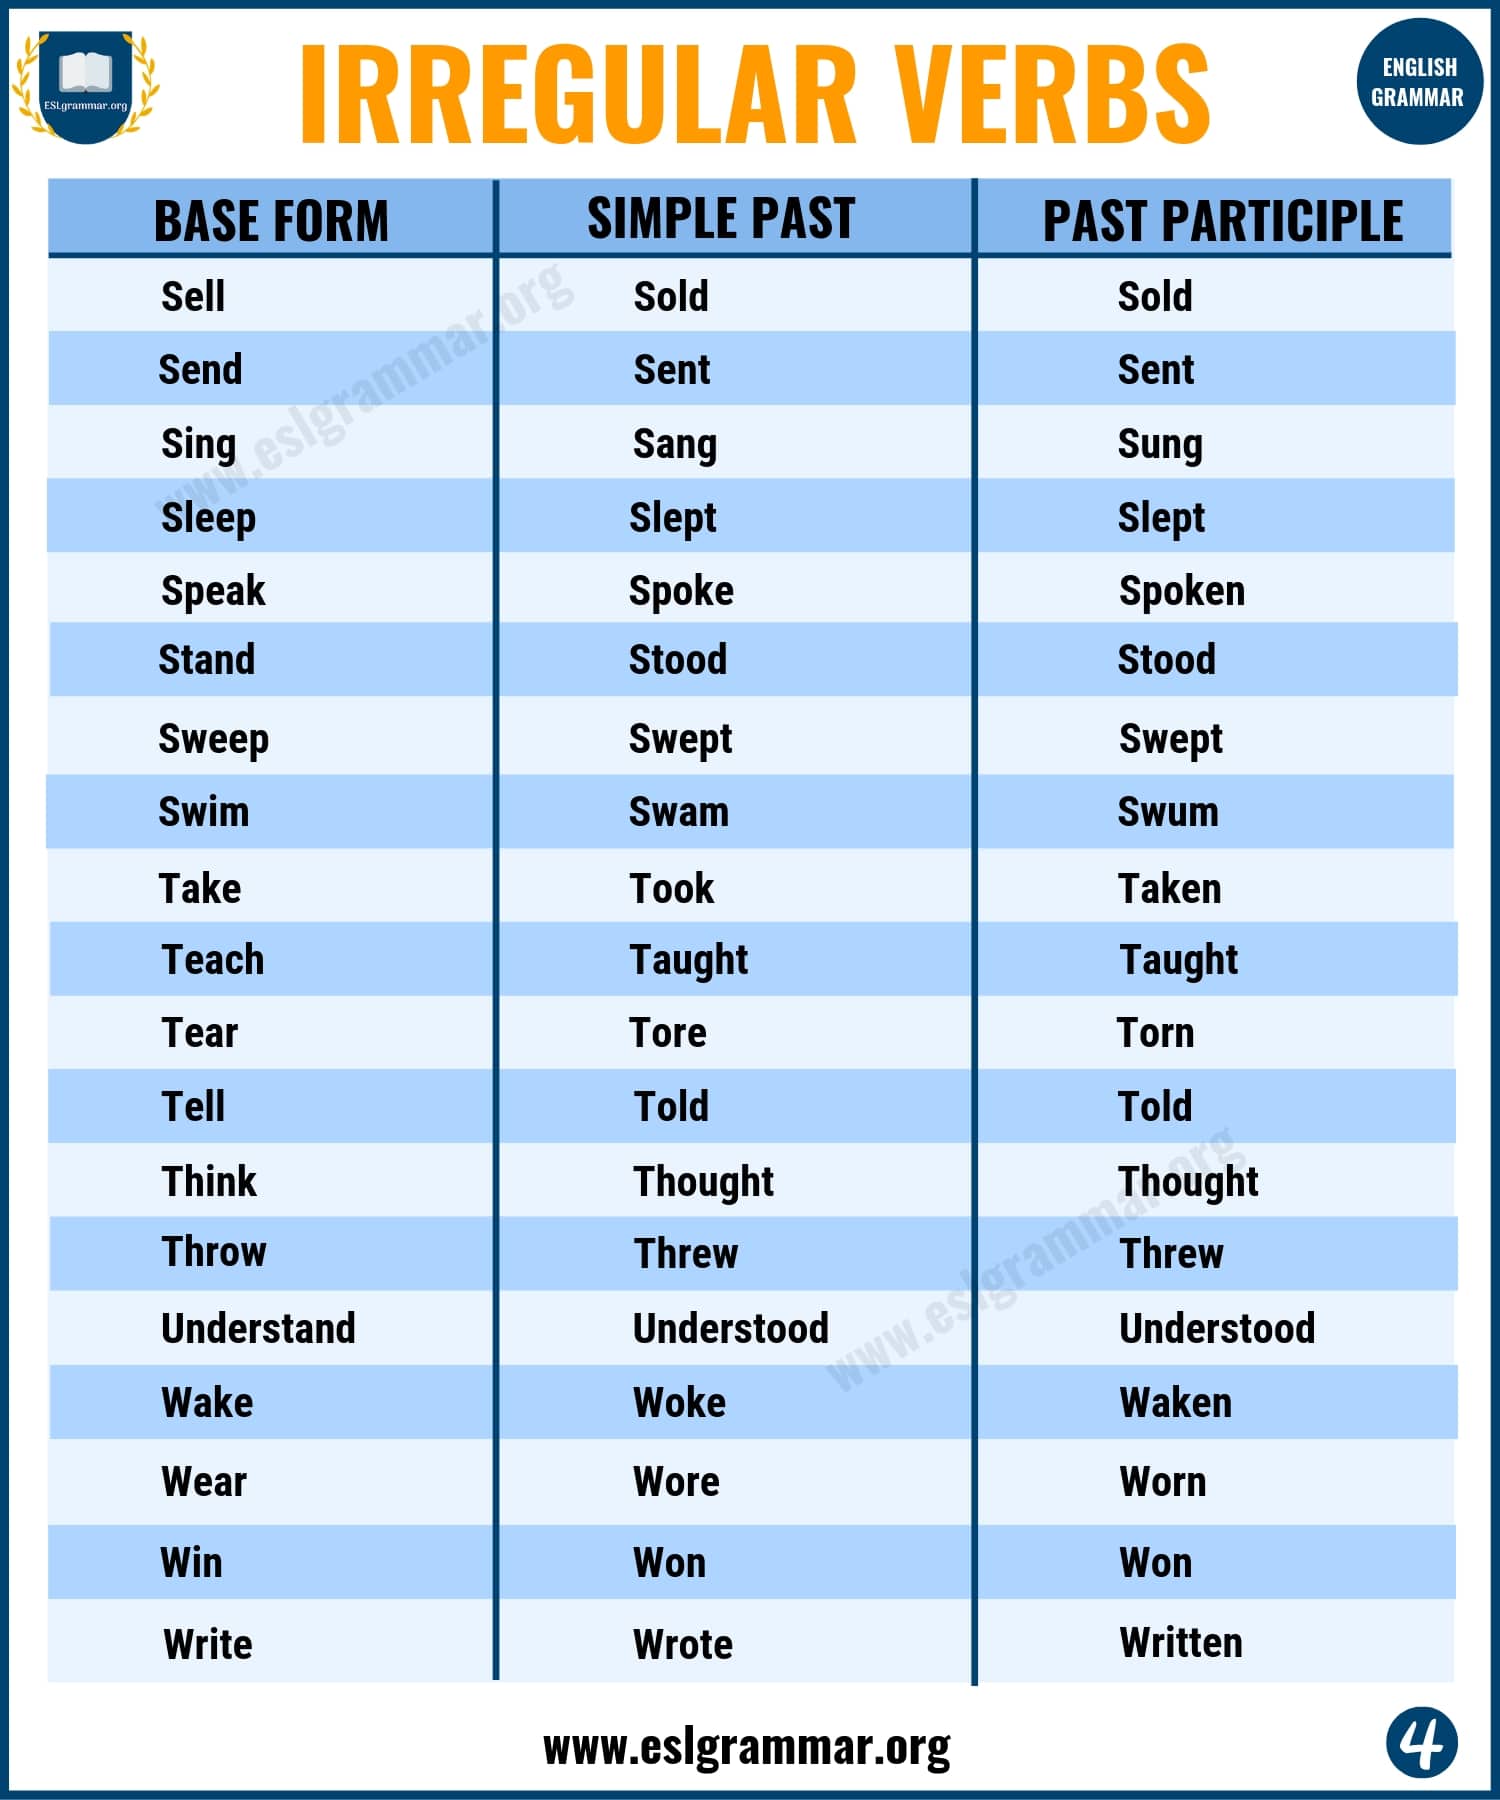 ESLgrammar.org
IRREGULAR VERBS
ENGLISH
GRAMMAR
BASE FORM SIMPLE PAST PAST PARTICIPLE
Sell Sold Sold
Send Sent Sent
Sing Sang Sung
Sleep Slept Slept
Speak Spoke Spoken
Stand Stood Stood
Sweep Swept Swept
Swim Swam Swum
Take Took Taken
Teach Taught Taught
Tear Tore Torn
Tell Told Told
Think Thought Thought
Throw Threw Threw
Understand Understood Understood
Wake Woke Waken
Wear Wore Worn
Win Won Won
Write Wrote Written
www.eslgrammar.org
www.eslgrammar.org
www.eslgrammar.org
4